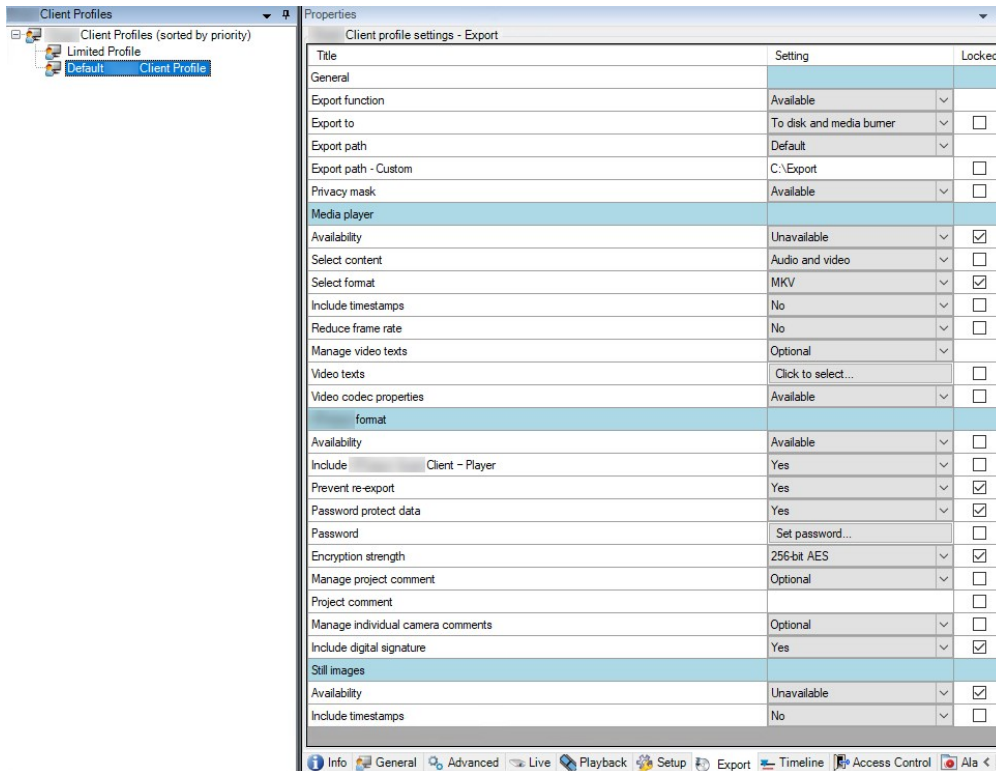 Client Profiles
Client Profiles (sorted by priority)
Limited Profile
Default Client Profile
Properties
Client profile settings - Export
Title Setting Locked
General
Export function Available
Export to To disk and media burner
Export path Default
Export path - Custom C:\Export
Privacy mask Available
Media player
Availability Unavailable
Select content Audio and video
Select format MKV
Include timestamps No
Reduce frame rate No
Manage video texts Optional
Video texts Click to select...
Video codec properties Available
format
Availability Available
Include Client – Player Yes
Prevent re-export Yes
Password protect data Yes
Password Set password...
Encryption strength 256-bit AES
Manage project comment Optional
Project comment
Manage individual camera comments Optional
Include digital signature Yes
Still images
Availability Unavailable
Include timestamps No
Info General Advanced Live Playback Setup Export Timeline Access Control Ala